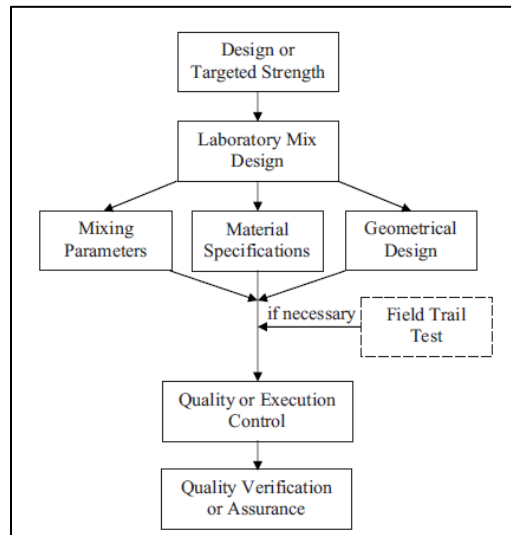 Design or
Targeted Strength
Laboratory Mix
Design
Mixing
Parameters
Material
Specifications
Geometrical
Design
if necessary
Field Trail
Test
Quality or Execution
Control
Quality Verification
or Assurance